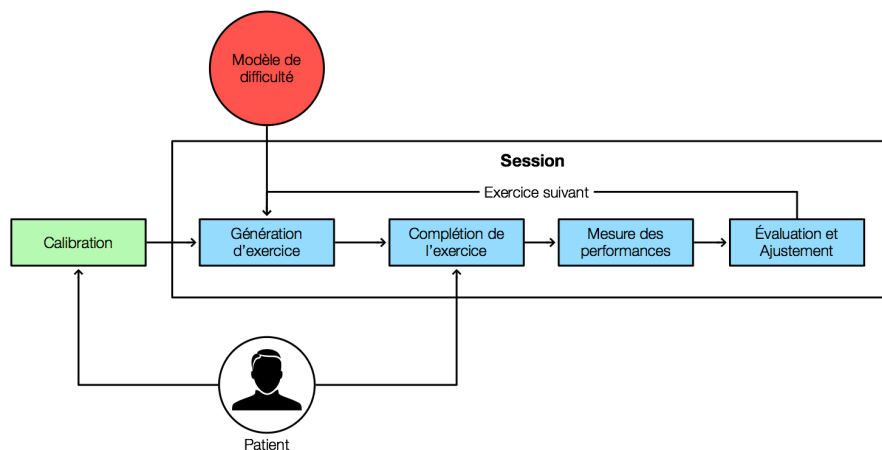 Modèle de
difficulté
Session
Exercice suivant
Calibration
Génération
d'exercice
Complétion de
l'exercice
Mesure des
performances
Évaluation et
Ajustement
Patient